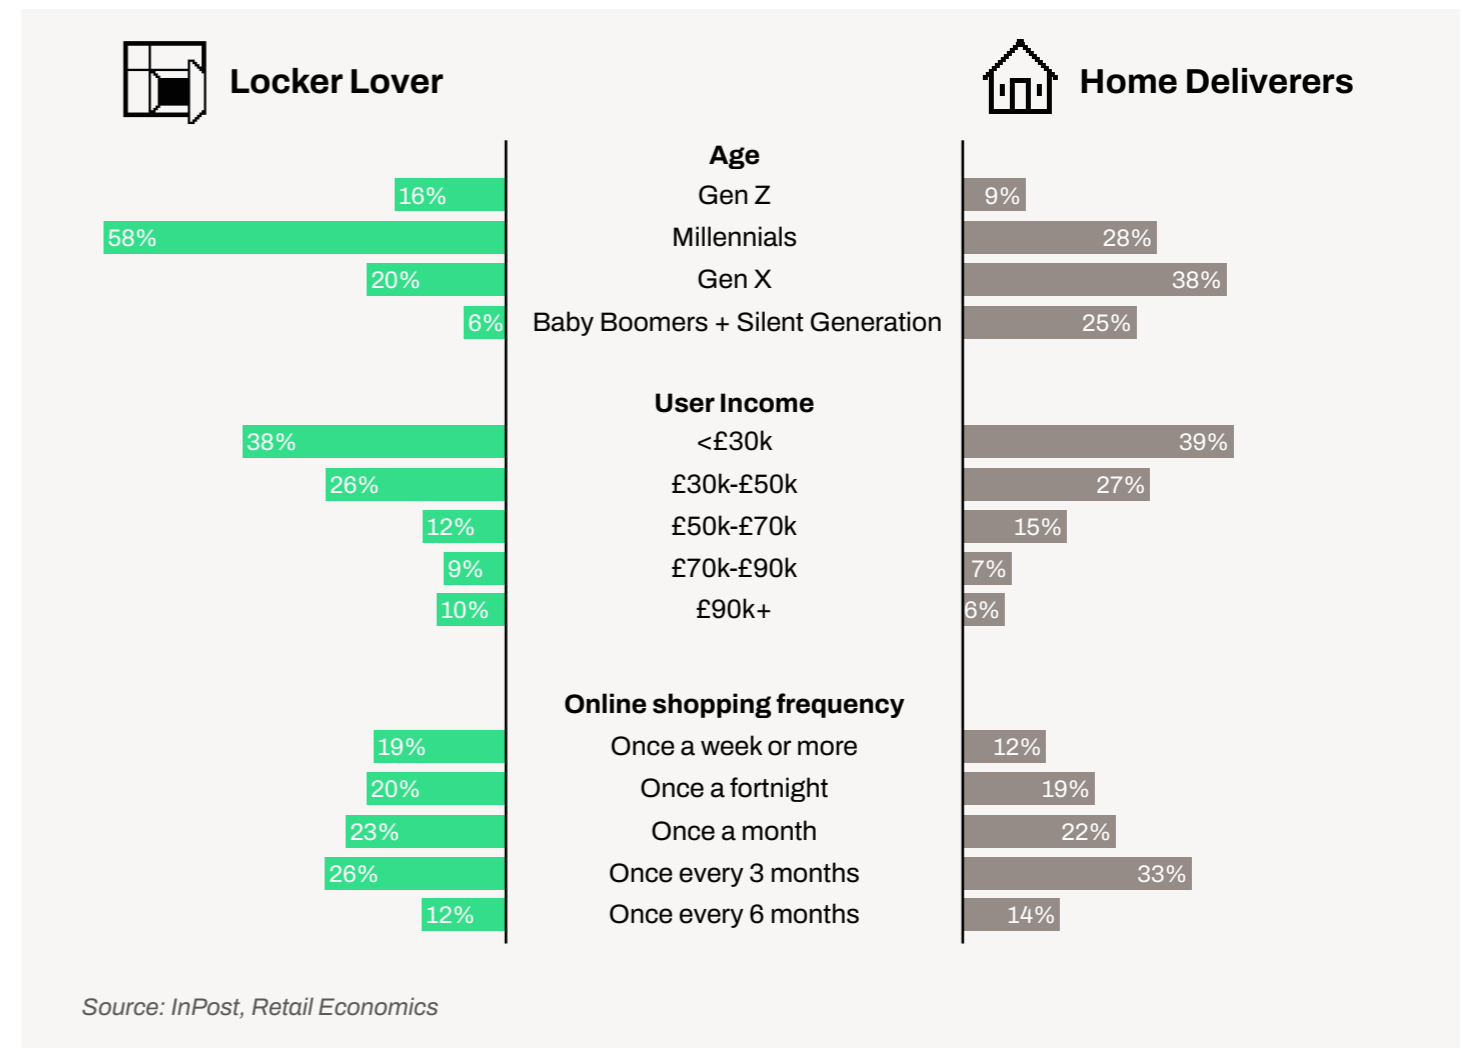 Locker Lover
Home Deliverers
Age
16% Gen Z 9%
58% Millennials 28%
20% Gen X 38%
6% Baby Boomers + Silent Generation 25%
User Income
38% <£30k 39%
26% £30k-£50k 27%
12% £50k-£70k 15%
9% £70k-£90k 7%
10% £90k+ 6%
Online shopping frequency
19% Once a week or more 12%
20% Once a fortnight 19%
23% Once a month 22%
26% Once every 3 months 33%
12% Once every 6 months 14%
Source: InPost, Retail Economics